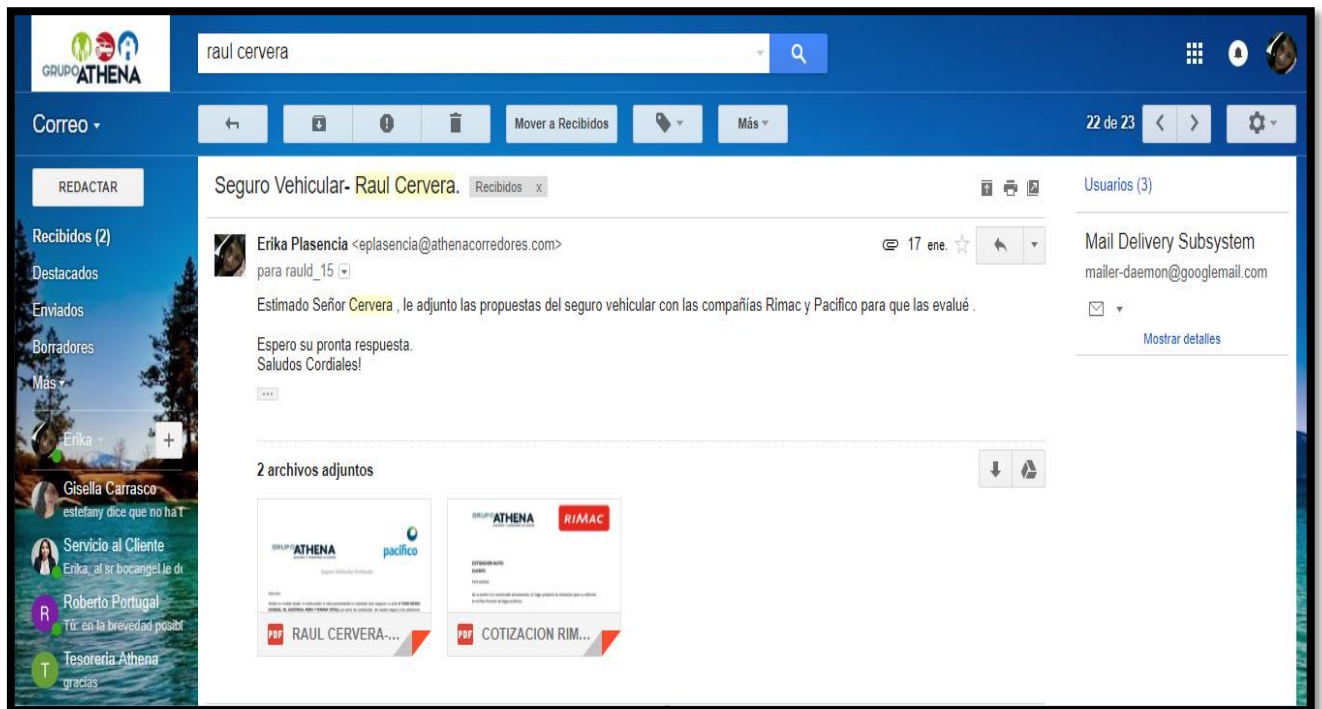 GRUPO ATHENA
raul cervera
Correo
Mover a Recibidos
Más
22 de 23
REDACTAR
Recibidos (2)
Destacados
Enviados
Borradores
Más
Erika
Gisella Carrasco
estefany dice que no ha
Servicio al Cliente
Erika, al sr bocangel le de
R
Roberto Portugal
Tú: en la brevedad posibl
T
Tesoreria Athena
gracias
Seguro Vehicular- Raul Cervera. Recibidos x
Erika Plasencia <eplasencia@athenacorredores.com> 17 ene.
para rauld_15
Estimado Señor Cervera , le adjunto las propuestas del seguro vehicular con las compañías Rimac y Pacifico para que las evalué .
Espero su pronta respuesta.
Saludos Cordiales!
...
2 archivos adjuntos
GRUPO ATHENA pacifico
PDF RAUL CERVERA-...
GRUPO ATHENA RIMAC
COTIZACION AUTO
PDF COTIZACION RIM...
Usuarios (3)
Mail Delivery Subsystem
mailer-daemon@googlemail.com
Mostrar detalles